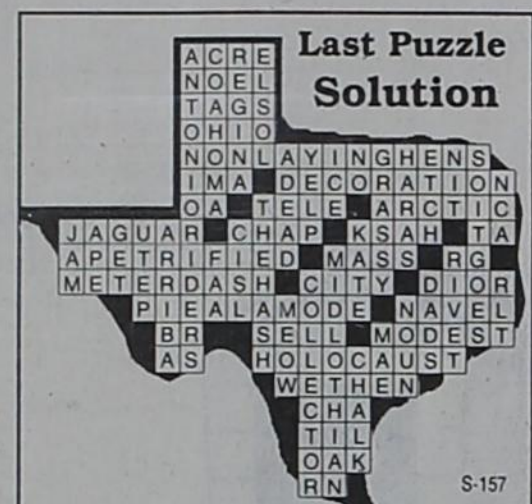 Last Puzzle
Solution
ACRE
NOEL
TAGS
OHIO
NONLAYINGHENS
IMA DECORATION
OA TELE ARCTIC
JAGUAR CHAP KSAH TA
APETRIFIED MASS RG
METERDASH CITY DIOR
PIEALAMODE NAVEL
BR SELL MODEST
AS HOLOCAUST
WETHEN
CHA
TIL
OAK
RN
S-157